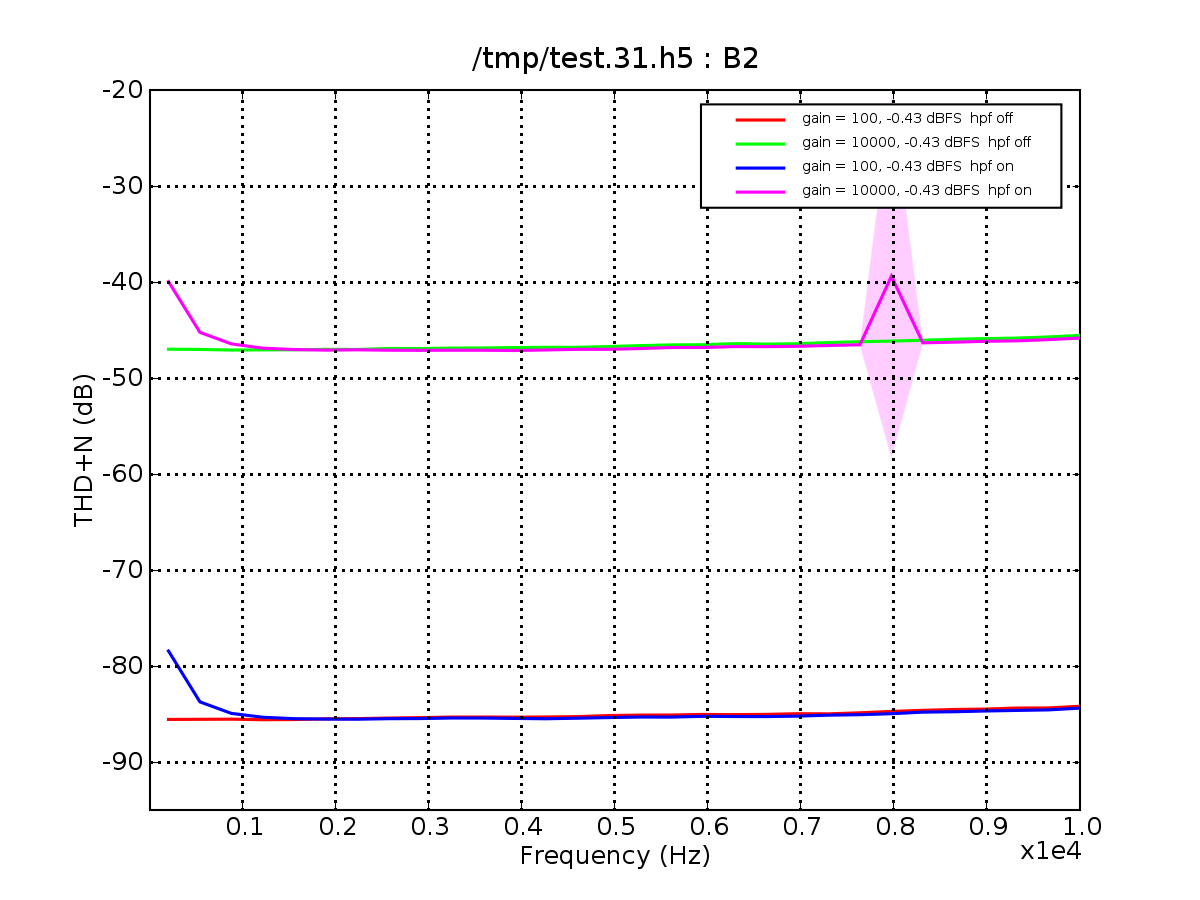 /tmp/test.31.h5 : B2
-20
-30
-40
-50
-60
-70
-80
-90
THD+N (dB)
gain = 100, -0.43 dBFS  hpf off
gain = 10000, -0.43 dBFS  hpf off
gain = 100, -0.43 dBFS  hpf on
gain = 10000, -0.43 dBFS  hpf on
0.1 0.2 0.3 0.4 0.5 0.6 0.7 0.8 0.9 1.0
x1e4
Frequency (Hz)